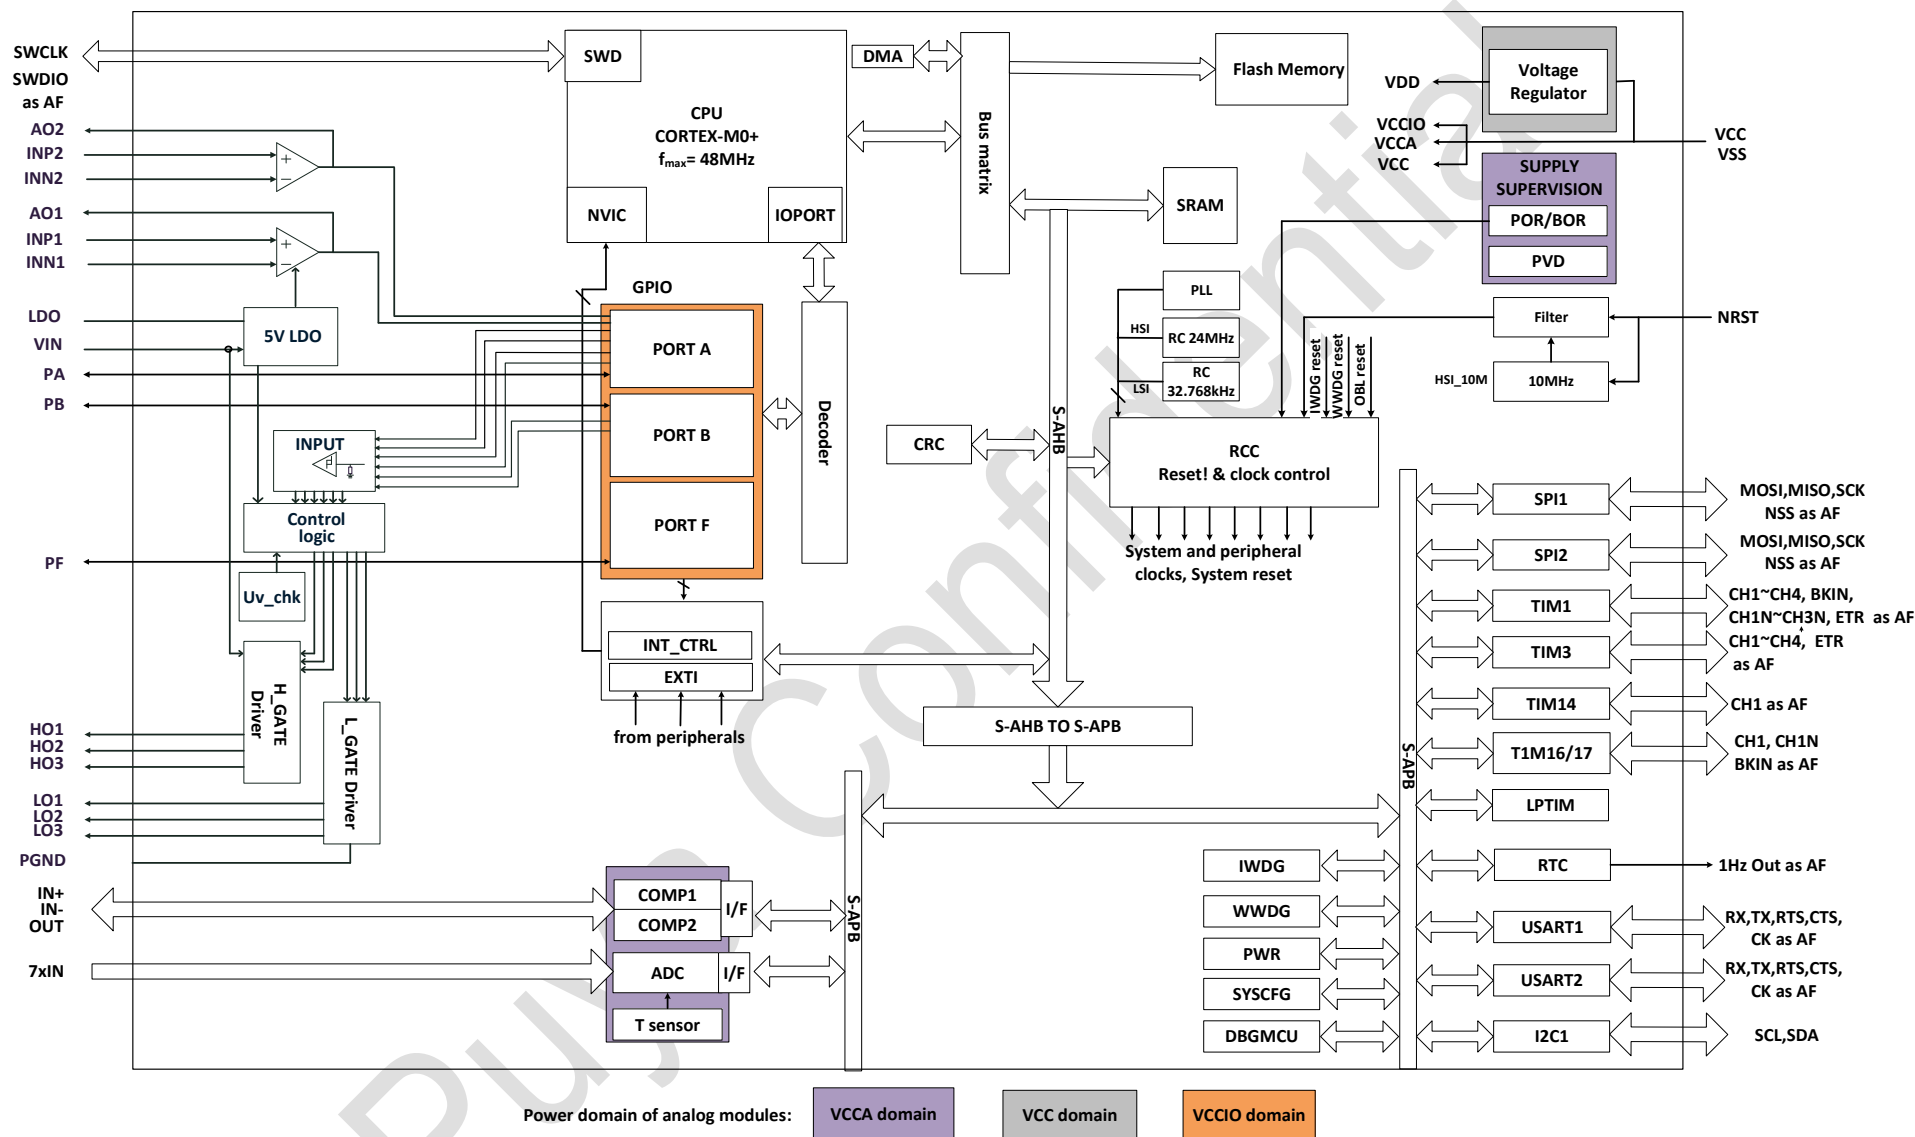 SWCLK
SWDIO
as AF
AO2
INP2
INN2
AO1
INP1
INN1
LDO
VIN
PA
PB
PF
HO1
HO2
HO3
LO1
LO2
LO3
PGND
IN+
IN-
OUT
7xIN
5V LDO
INPUT
Control
logic
Uv_chk
H_GATE
Driver
L_GATE Driver
SWD
CPU
CORTEX-M0+
fmax= 48MHz
NVIC
IOPORT
GPIO
PORT A
PORT B
PORT F
Decoder
INT_CTRL
EXTI
from peripherals
COMP1
COMP2
I/F
ADC
I/F
T sensor
S-APB
DMA
Bus matrix
Flash Memory
SRAM
S-AHB
CRC
PLL
HSI
RC 24MHz
LSI
RC
32.768kHz
IWDG reset
WWDG reset
OBL reset
RCC
Reset! & clock control
System and peripheral
clocks, System reset
S-AHB TO S-APB
Voltage
Regulator
VDD
VCCIO
VCCA
VCC
VCC
VSS
SUPPLY
SUPERVISION
POR/BOR
PVD
Filter
NRST
HSI_10M
10MHz
S-APB
SPI1
MOSI,MISO,SCK
NSS as AF
SPI2
MOSI,MISO,SCK
NSS as AF
TIM1
CH1~CH4, BKIN,
CH1N~CH3N, ETR as AF
TIM3
CH1~CH4, ETR
as AF
TIM14
CH1 as AF
T1M16/17
CH1, CH1N
BKIN as AF
LPTIM
RTC
1Hz Out as AF
USART1
RX,TX,RTS,CTS,
CK as AF
USART2
RX,TX,RTS,CTS,
CK as AF
I2C1
SCL,SDA
IWDG
WWDG
PWR
SYSCFG
DBGMCU
Power domain of analog modules:
VCCA domain
VCC domain
VCCIO domain
Puya Confidential